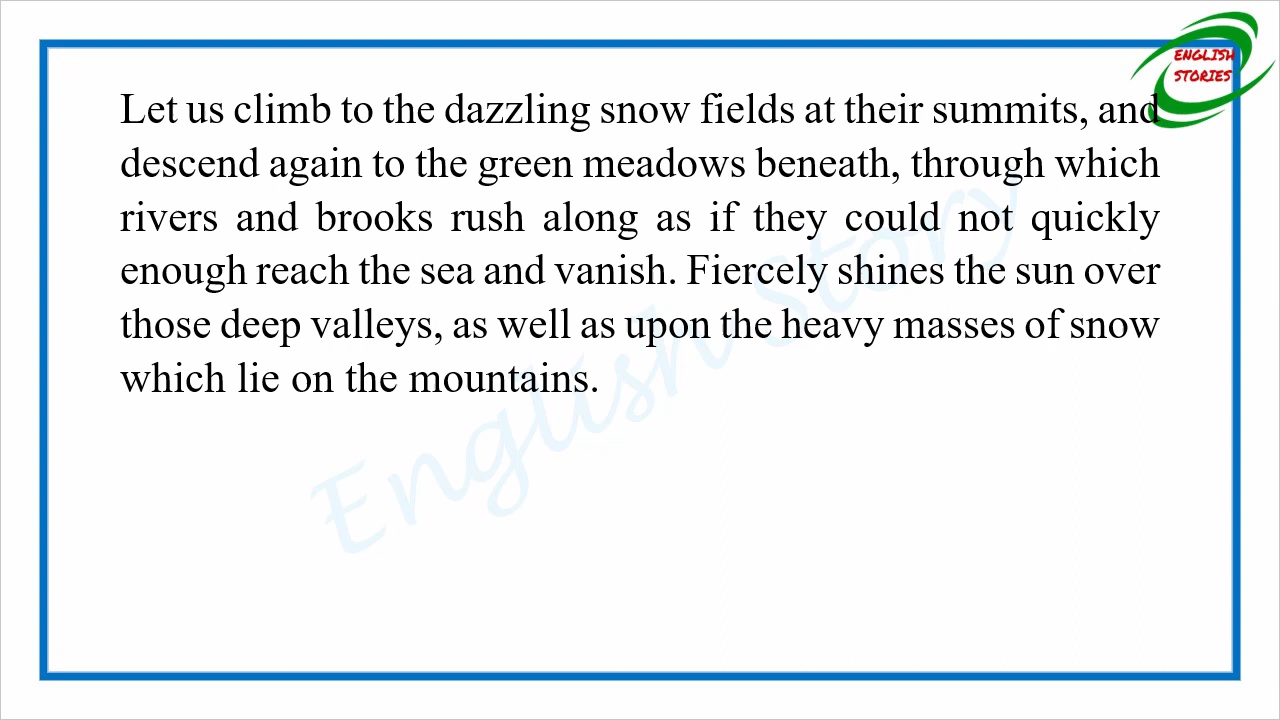 ENGLISH
STORIES
Let us climb to the dazzling snow fields at their summits, and
descend again to the green meadows beneath, through which
rivers and brooks rush along as if they could not quickly
enough reach the sea and vanish. Fiercely shines the sun over
those deep valleys, as well as upon the heavy masses of snow
which lie on the mountains.
English Story